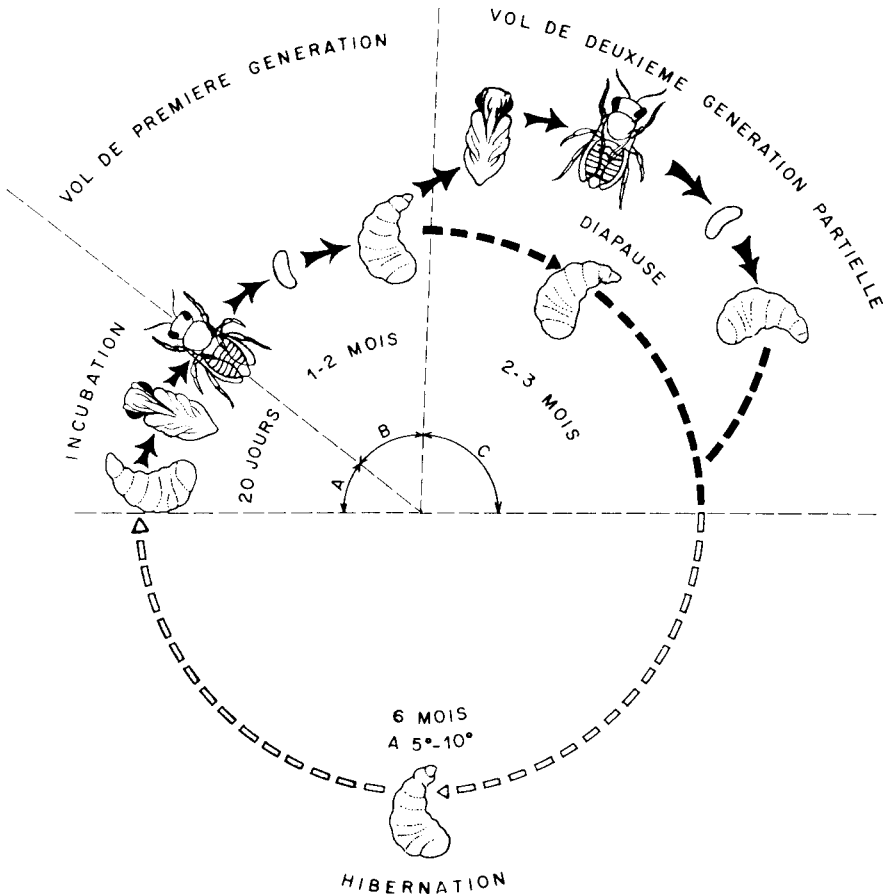 VOL DE PREMIERE GENERATION
VOL DE DEUXIEME GENERATION PARTIELLE
DIAPAUSE
INCUBATION
20 JOURS
1-2 MOIS
2-3 MOIS
A
B
C
6 MOIS
A 5°-10°
HIBERNATION